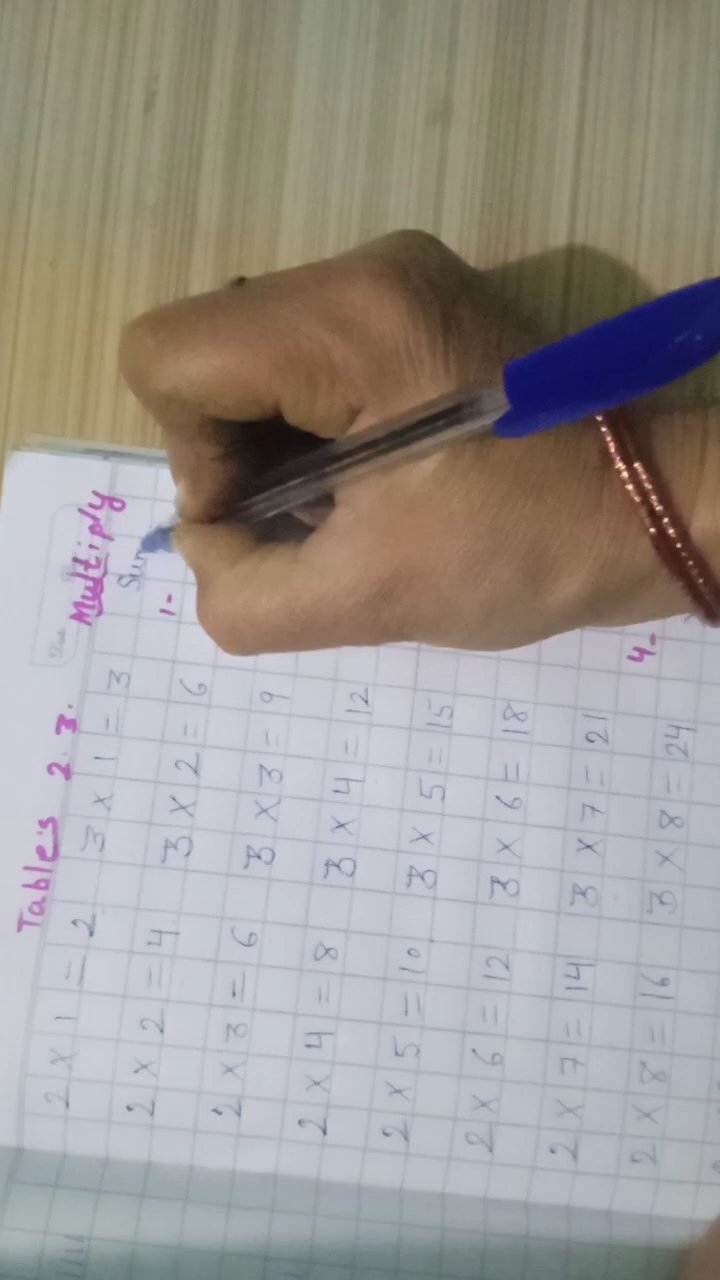 Tables 2.3. Multiply
Sum
2 x 1 = 2 3 x 1 = 3
1-
2 x 2 = 4 3 x 2 = 6
2 x 3 = 6 3 x 3 = 9
2 x 4 = 8 3 x 4 = 12
2 x 5 = 10 3 x 5 = 15
2 x 6 = 12 3 x 6 = 18
2 x 7 = 14 3 x 7 = 21 4-
2 x 8 = 16 3 x 8 = 24